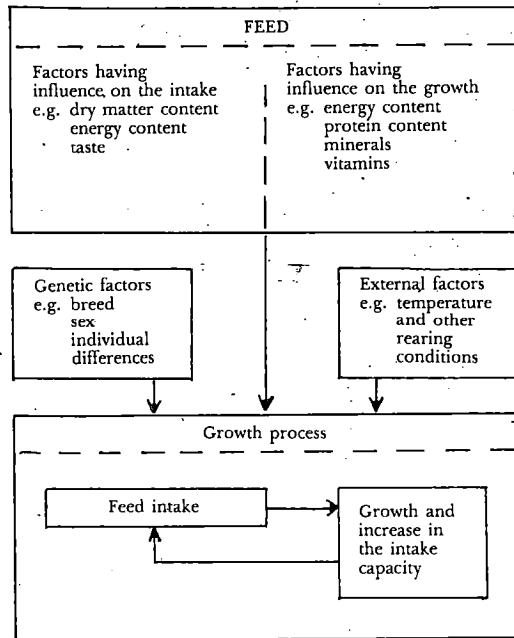 FEED
Factors having
influence on the intake
e.g. dry matter content
energy content
taste
Factors having
influence on the growth
e.g. energy content
protein content
minerals
vitamins
Genetic factors
e.g. breed
sex
individual
differences
External factors
e.g. temperature
and other
rearing
conditions
Growth process
Feed intake
Growth and
increase in
the intake
capacity